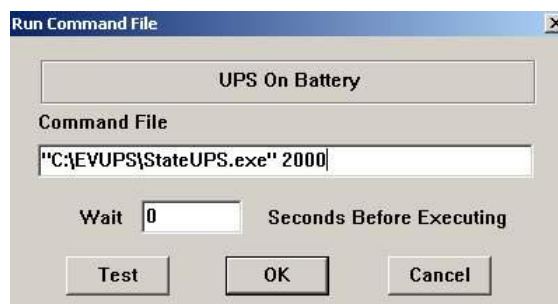 Run Command File
UPS On Battery
Command File
"C:\EVUPS\StateUPS.exe" 2000
Wait 0 Seconds Before Executing
Test OK Cancel